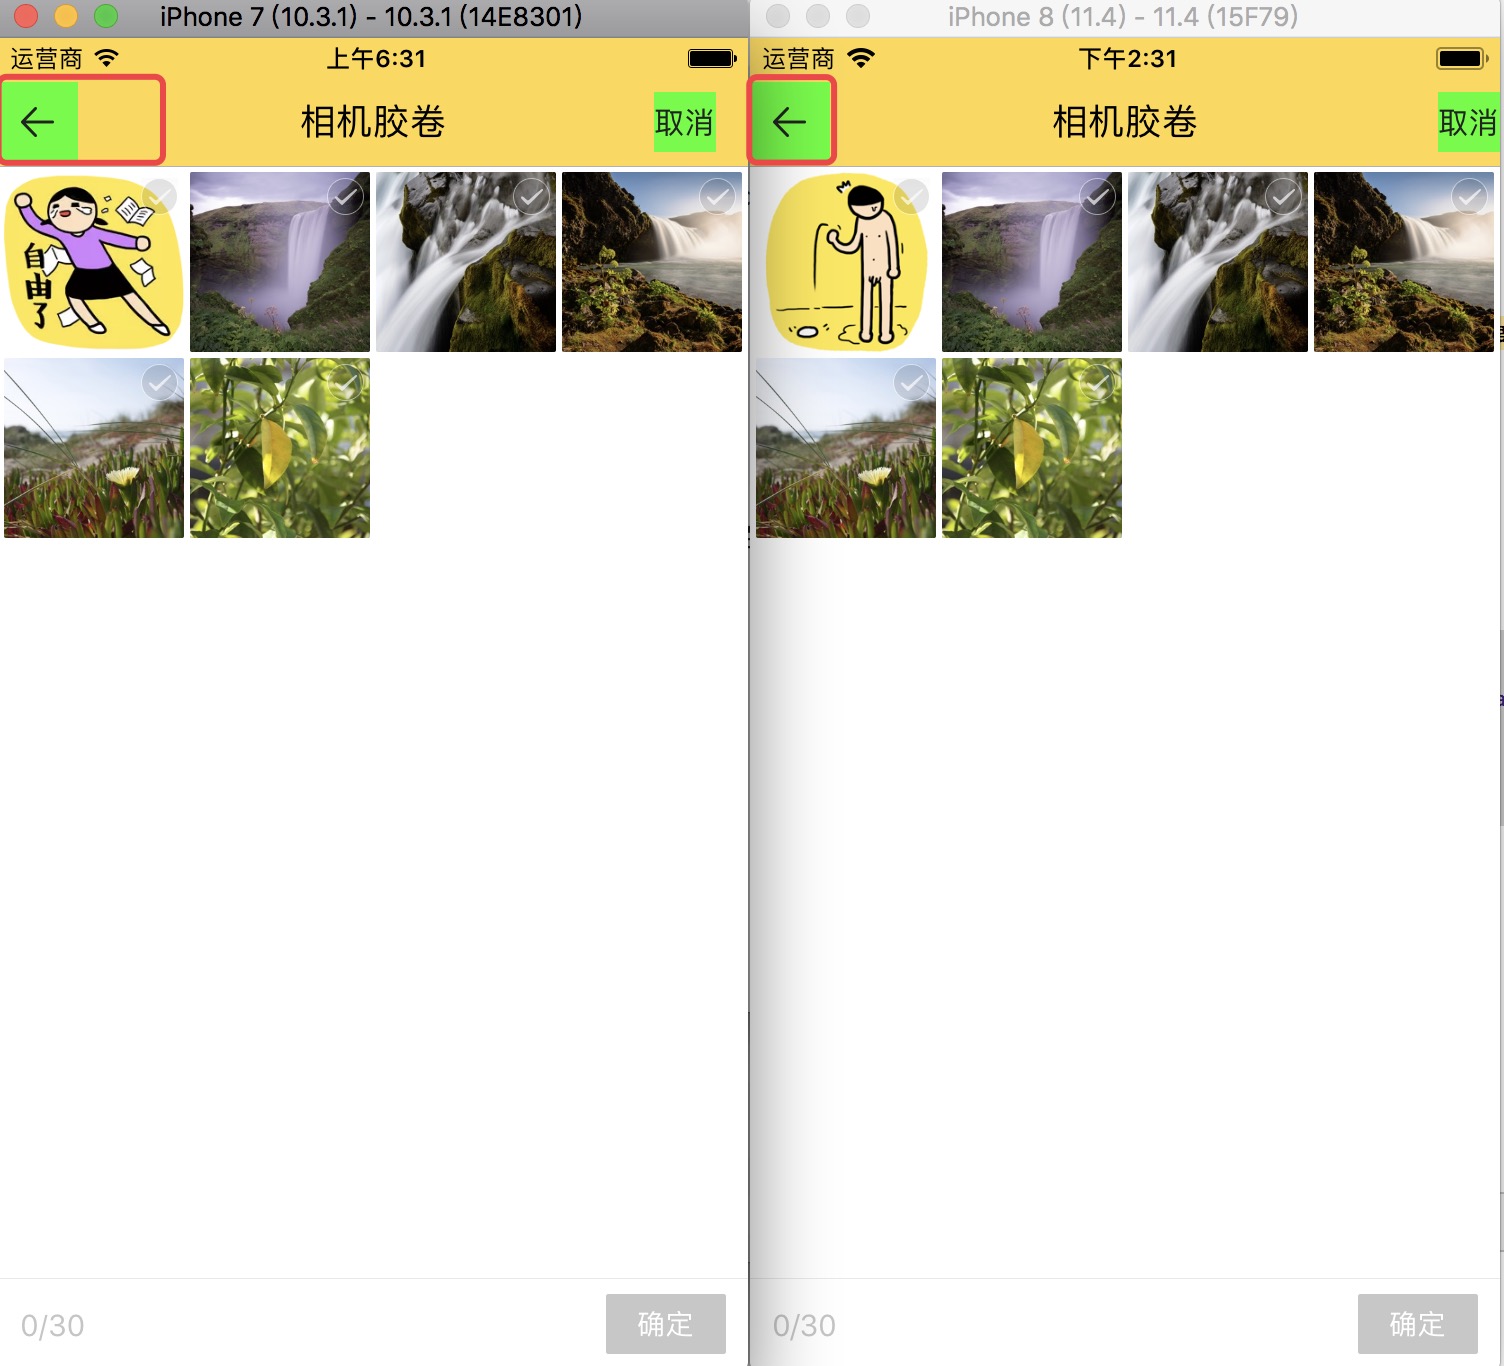 iPhone 7 (10.3.1) - 10.3.1 (14E8301)
运营商
上午6:31
相机胶卷
取消
自由了
0/30
确定
iPhone 8 (11.4) - 11.4 (15F79)
运营商
下午2:31
相机胶卷
取消
0/30
确定